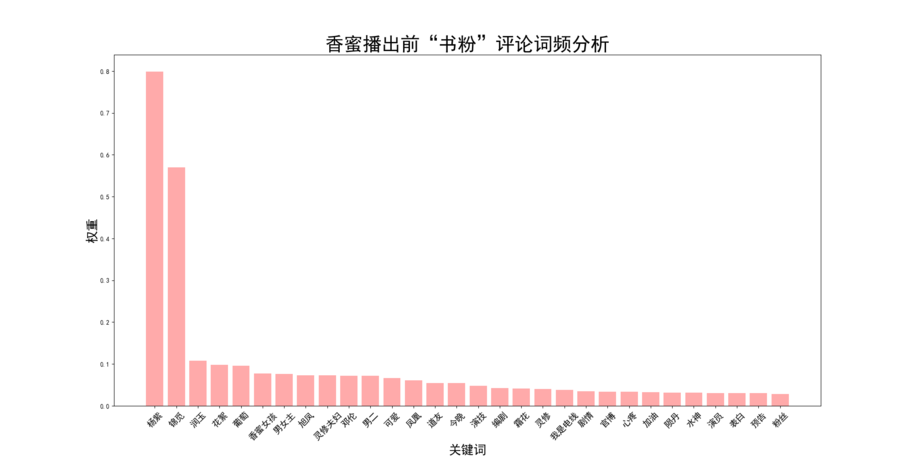 香蜜播出前“书粉”评论词频分析
权重
0.8
0.7
0.6
0.5
0.4
0.3
0.2
0.1
0.0
杨紫
锦觅
润玉
花絮
葡萄
香蜜女孩
男女主
旭凤
灵修夫妇
邓伦
男二
可爱
凤凰
道友
今晚
演技
编剧
霜花
灵修
我是电线
剧情
官博
心疼
加油
陨丹
水神
演员
表白
预告
粉丝
关键词